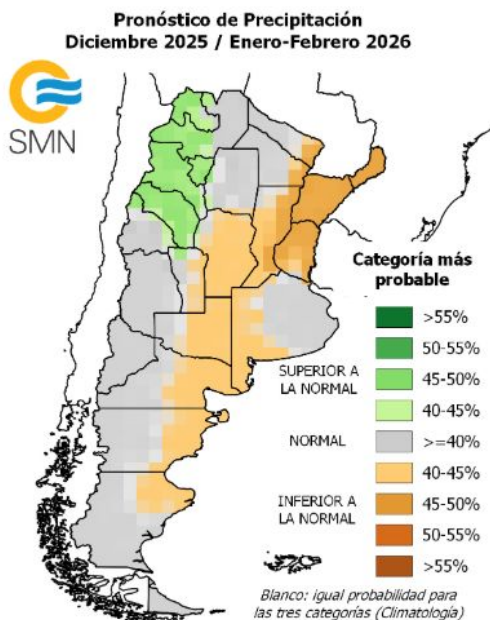 Pronóstico de Precipitación
Diciembre 2025 / Enero-Febrero 2026
SMN
Categoría más
probable
>55%
50-55%
SUPERIOR A
LA NORMAL
45-50%
40-45%
NORMAL
>=40%
40-45%
INFERIOR A
LA NORMAL
45-50%
50-55%
>55%
Blanco: igual probabilidad para
las tres categorías (Climatología)